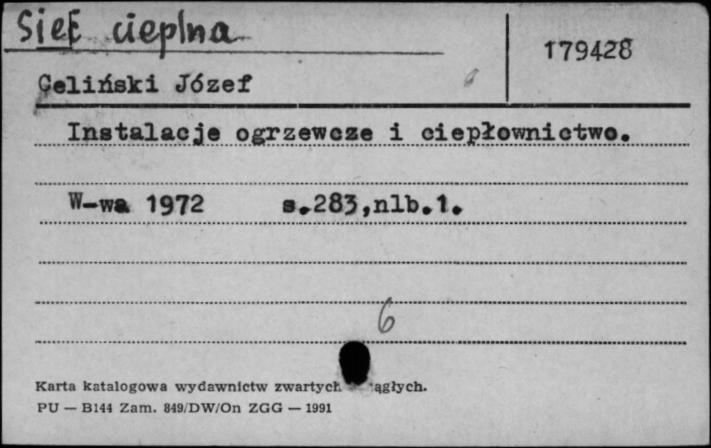 Sieć cieplna
179428
Geliński Józef
Instalacje ogrzewcze i ciepłownictwo.
W-wa 1972 s.283,nlb.1.
6
Karta katalogowa wydawnictw zwartych
PU — B144 Zam. 849/DW/On ZGG — 1991